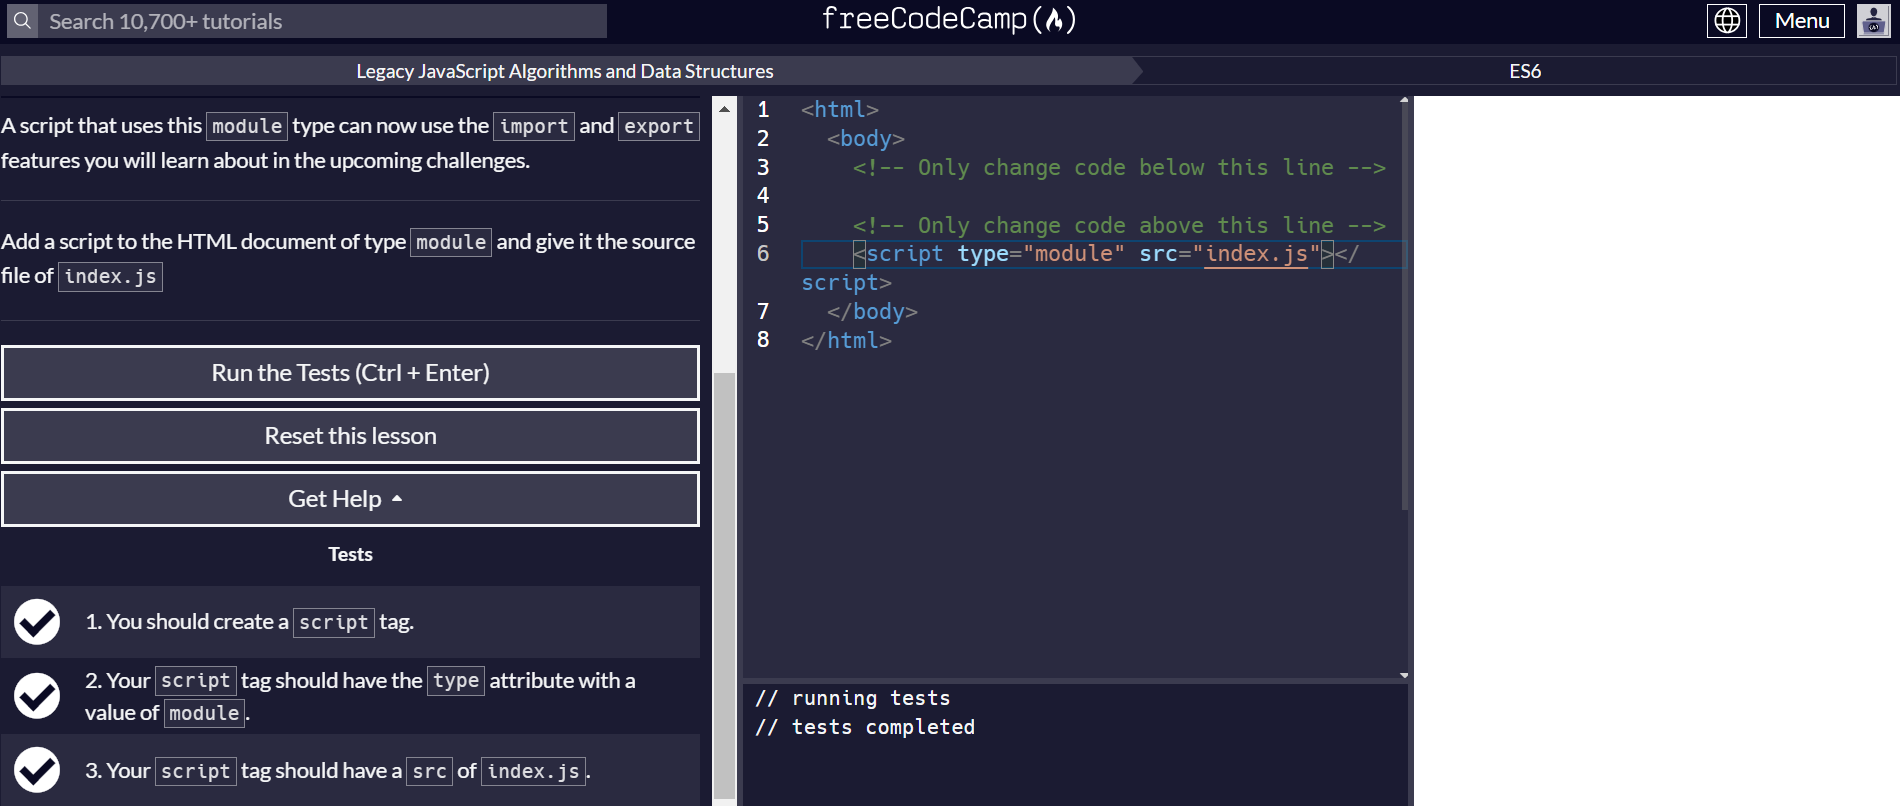 Search 10,700+ tutorials
freeCodeCamp
Menu
Legacy JavaScript Algorithms and Data Structures
ES6
A script that uses this module type can now use the import and export
features you will learn about in the upcoming challenges.
Add a script to the HTML document of type module and give it the source
file of index.js
Run the Tests (Ctrl + Enter)
Reset this lesson
Get Help
Tests
1. You should create a script tag.
2. Your script tag should have the type attribute with a
value of module.
3. Your script tag should have a src of index.js.
1 <html>
2 <body>
3 <!-- Only change code below this line -->
4
5 <!-- Only change code above this line -->
6 <script type="module" src="index.js"></
script>
7 </body>
8 </html>
// running tests
// tests completed